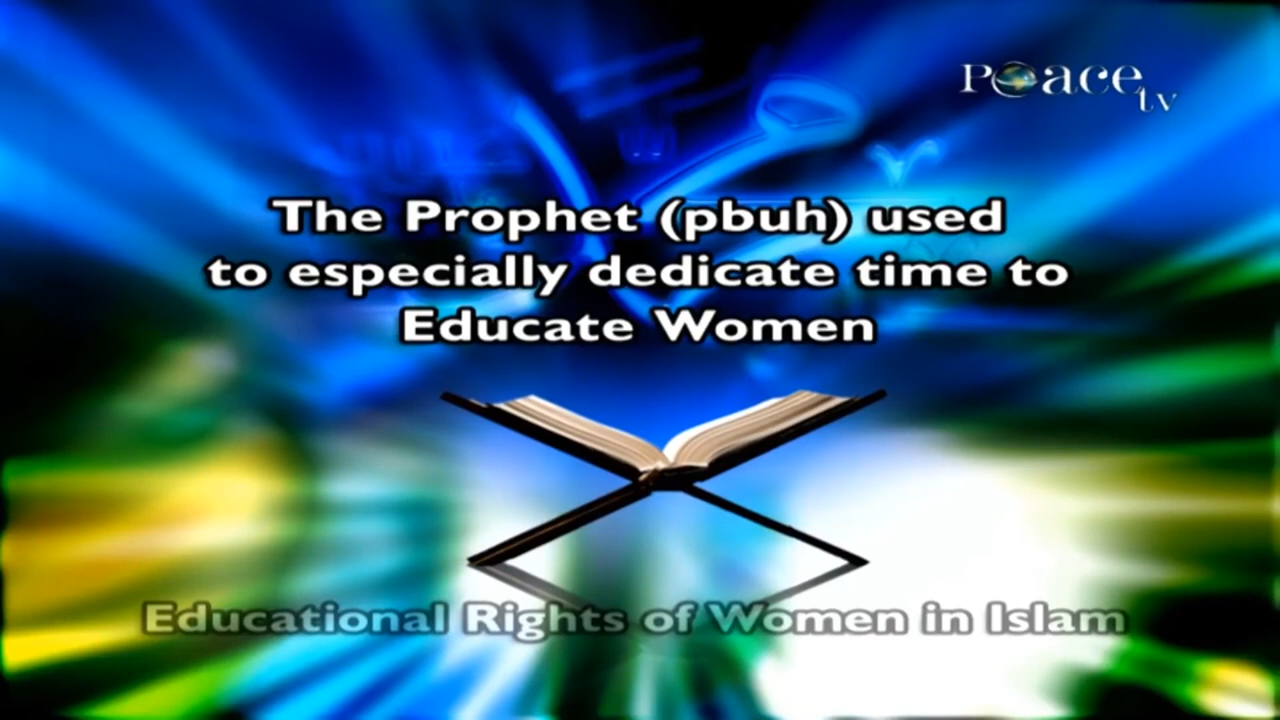 Peace tv
The Prophet (pbuh) used
to especially dedicate time to
Educate Women
Educational Rights of Women in Islam